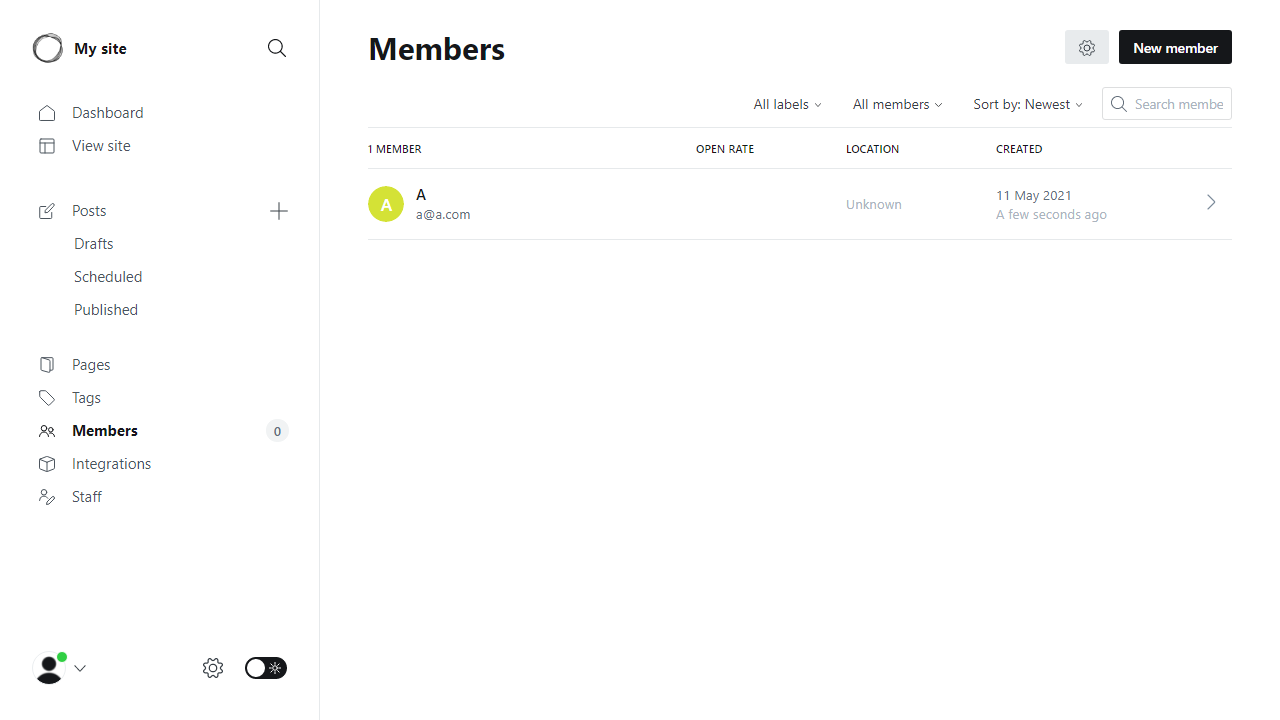 My site
Dashboard
View site
Posts
Drafts
Scheduled
Published
Pages
Tags
Members 0
Integrations
Staff
Members
New member
All labels All members Sort by: Newest Search membe
1 MEMBER OPEN RATE LOCATION CREATED
A A Unknown 11 May 2021
a@a.com A few seconds ago